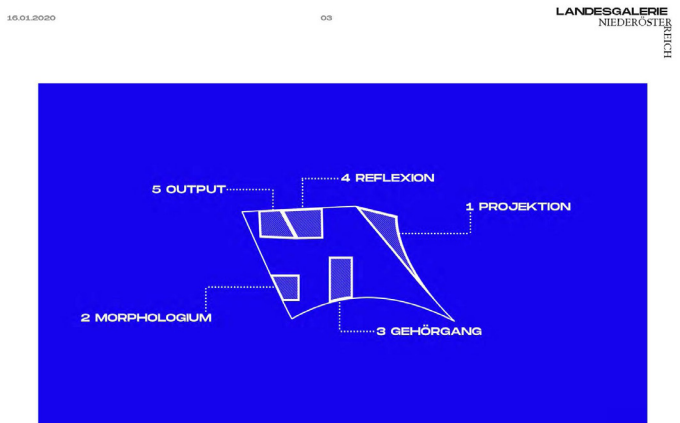 16.01.2020
03
LANDESGALERIE
NIEDERÖSTER
REICH
4 REFLEXION
5 OUTPUT
1 PROJEKTION
2 MORPHOLOGIUM
3 GEHÖRGANG